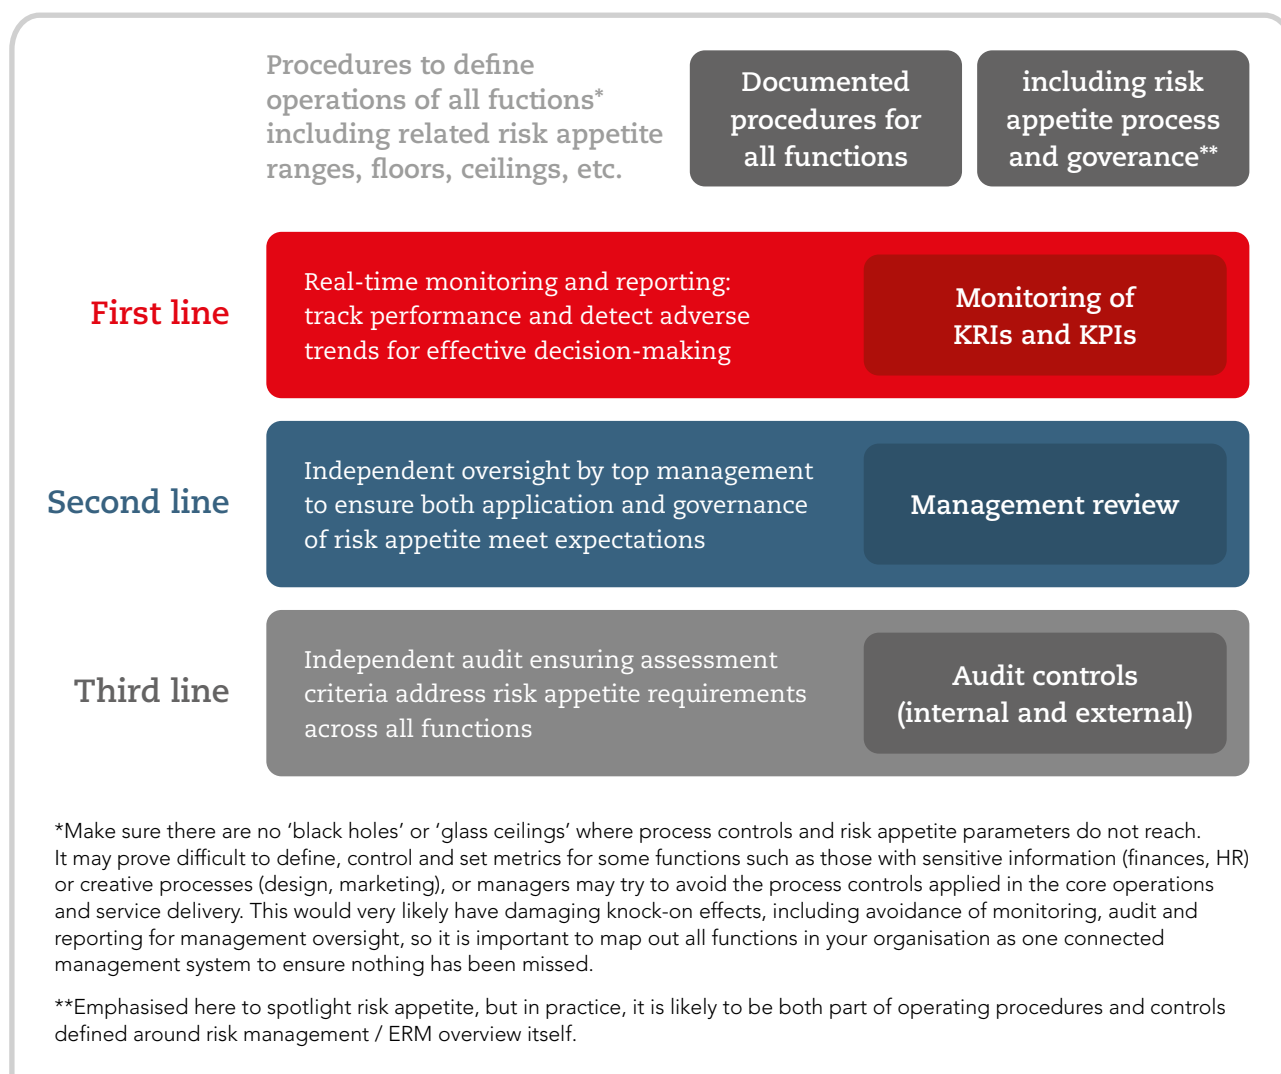 Procedures to define
operations of all fuctions*
including related risk appetite
ranges, floors, ceilings, etc.
Documented
procedures for
all functions
including risk
appetite process
and goverance**
First line
Real-time monitoring and reporting:
track performance and detect adverse
trends for effective decision-making
Monitoring of
KRIs and KPIs
Second line
Independent oversight by top management
to ensure both application and governance
of risk appetite meet expectations
Management review
Third line
Independent audit ensuring assessment
criteria address risk appetite requirements
across all functions
Audit controls
(internal and external)
*Make sure there are no ‘black holes’ or ‘glass ceilings’ where process controls and risk appetite parameters do not reach.
It may prove difficult to define, control and set metrics for some functions such as those with sensitive information (finances, HR)
or creative processes (design, marketing), or managers may try to avoid the process controls applied in the core operations
and service delivery. This would very likely have damaging knock-on effects, including avoidance of monitoring, audit and
reporting for management oversight, so it is important to map out all functions in your organisation as one connected
management system to ensure nothing has been missed.
**Emphasised here to spotlight risk appetite, but in practice, it is likely to be both part of operating procedures and controls
defined around risk management / ERM overview itself.